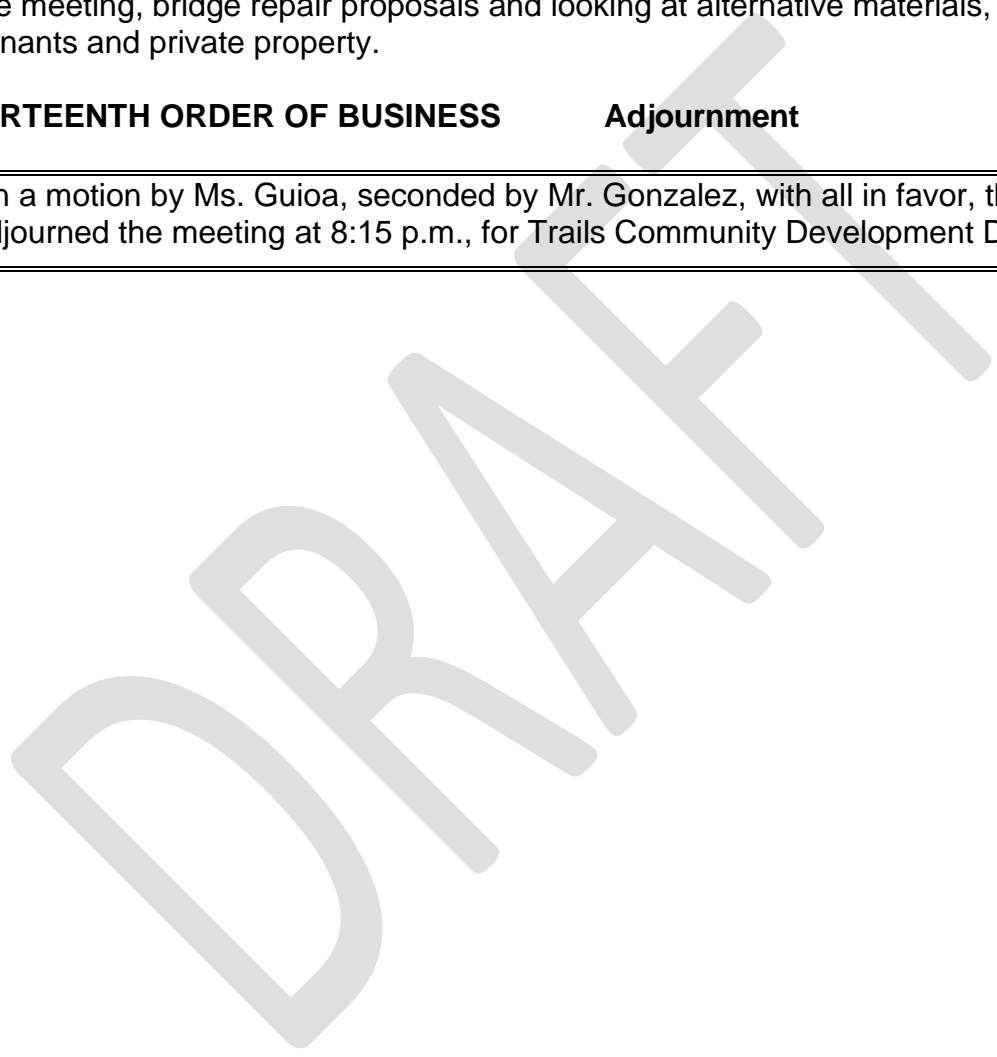 e meeting, bridge repair proposals and looking at alternative materials,
nants and private property.
RTEENTH ORDER OF BUSINESS Adjournment
n a motion by Ms. Guioa, seconded by Mr. Gonzalez, with all in favor, t
djourned the meeting at 8:15 p.m., for Trails Community Development D
DRAFT